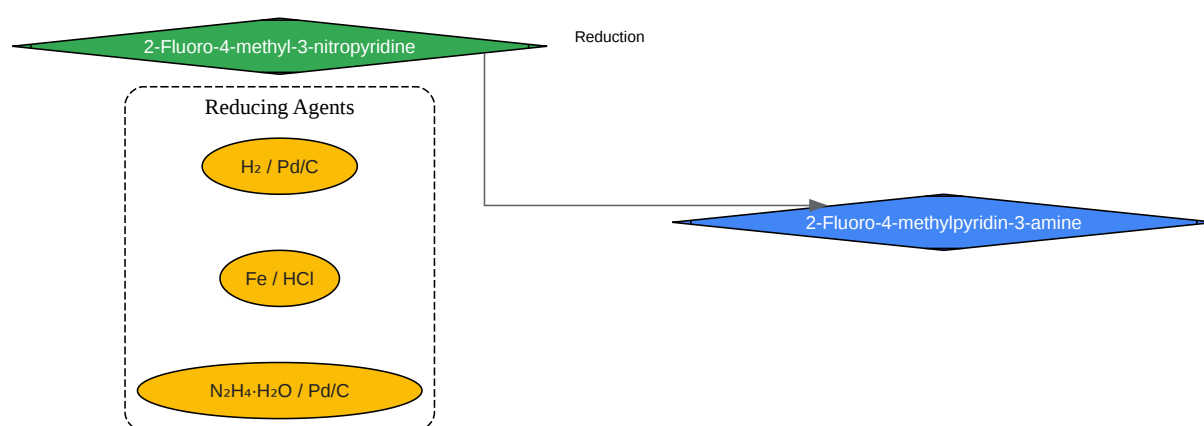 2-Fluoro-4-methyl-3-nitropyridine
Reduction
Reducing Agents
H₂ / Pd/C
2-Fluoro-4-methylpyridin-3-amine
Fe / HCl
N₂H₄·H₂O / Pd/C